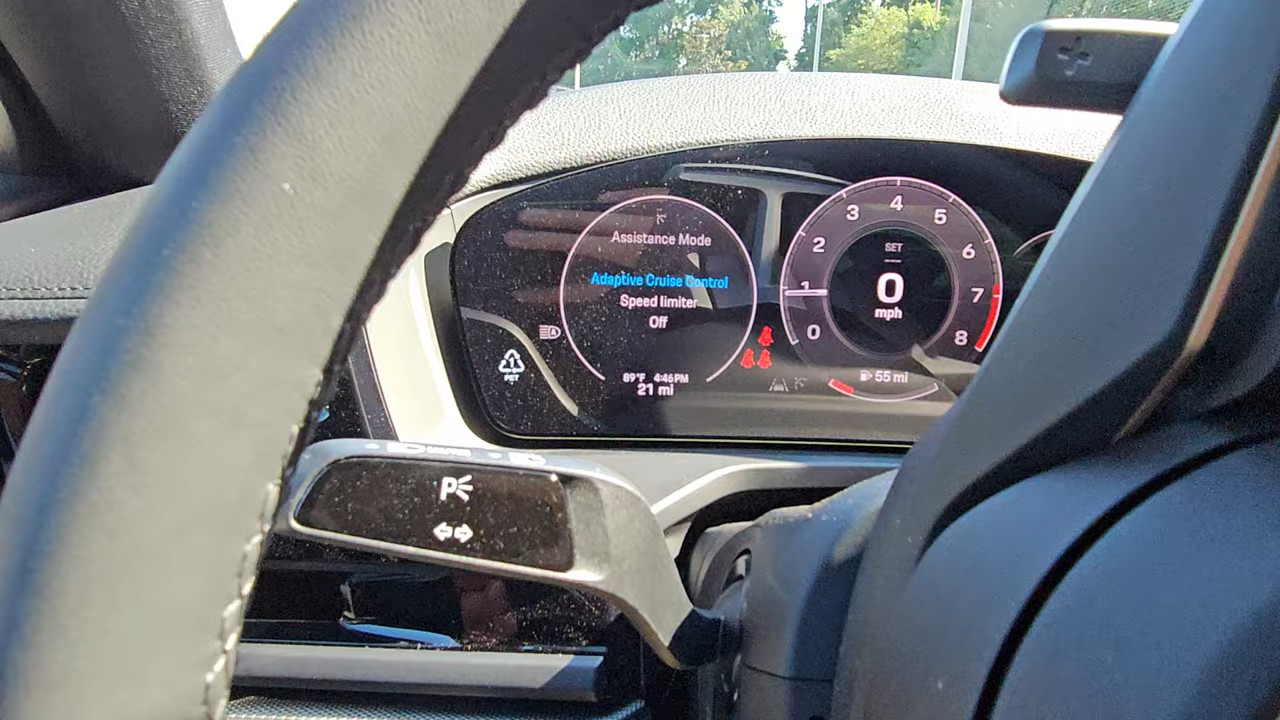 Assistance Mode
Adaptive Cruise Control
Speed limiter
Off
89°F 4:46PM
21 mi
A
PET
0
1
2
3
4
5
6
7
8
SET
0
mph
55 mi
P